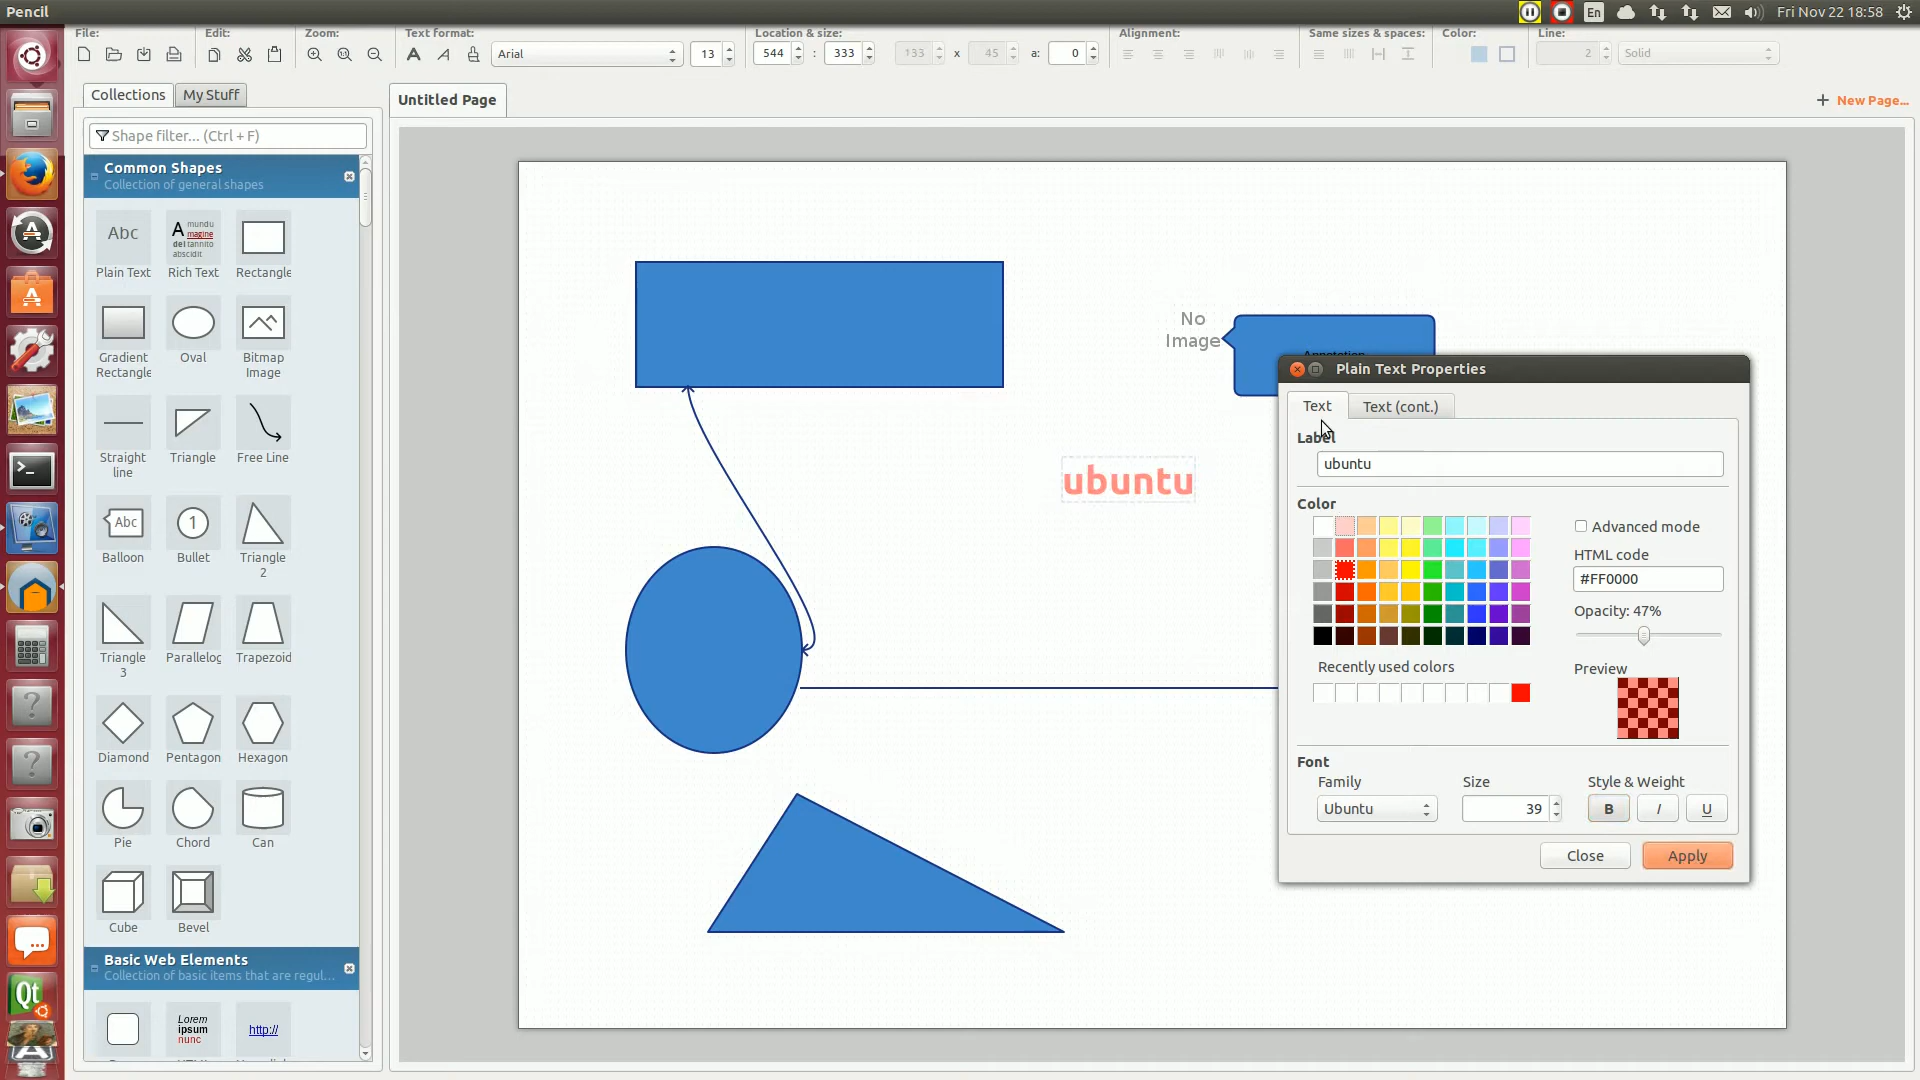 Pencil
En
Fri Nov 22 18:58
File:
Edit:
Zoom:
Text format:
Location & size:
Alignment:
Same sizes & spaces:
Color:
Line:
Arial
13
544
:
333
133
x
45
a:
0
2
Solid
Collections
My Stuff
Untitled Page
New Page...
Shape filter... (Ctrl + F)
Common Shapes
Collection of general shapes
Abc
A mundu
magine
del tannito
abscidit
Plain Text
Rich Text
Rectangle
Gradient
Rectangle
Oval
Bitmap
Image
Straight
line
Triangle
Free Line
Abc
1
Balloon
Bullet
Triangle
2
Triangle
3
Parallelog
Trapezoid
Diamond
Pentagon
Hexagon
Pie
Chord
Can
Cube
Bevel
Basic Web Elements
Collection of basic items that are regul...
Lorem
ipsum
nunc
http://
Qt
No
Image
ubuntu
Plain Text Properties
Text
Text (cont.)
Label
ubuntu
Color
Advanced mode
HTML code
#FF0000
Opacity: 47%
Recently used colors
Preview
Font
Family
Size
Style & Weight
Ubuntu
39
B
I
U
Close
Apply